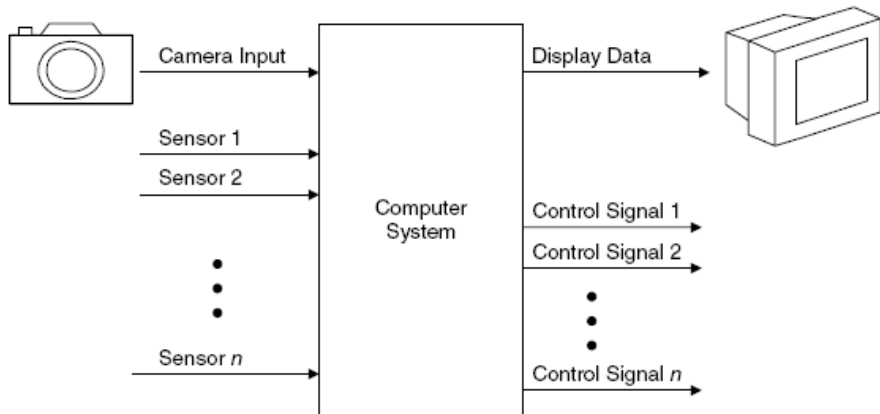 Camera Input
Sensor 1
Sensor 2
Sensor n
Computer
System
Display Data
Control Signal 1
Control Signal 2
Control Signal n